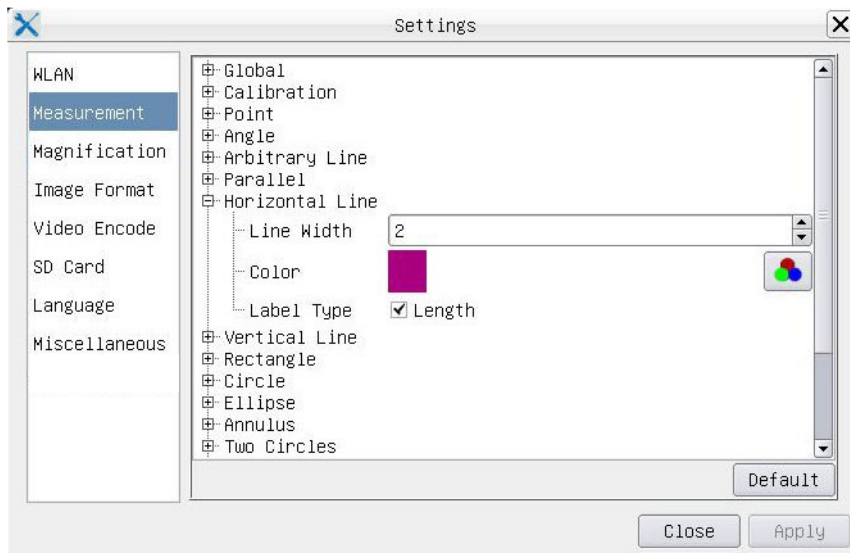 Settings
WLAN
Measurement
Magnification
Image Format
Video Encode
SD Card
Language
Miscellaneous
Global
Calibration
Point
Angle
Arbitrary Line
Parallel
Horizontal Line
Line Width 2
Color
Label Type Length
Vertical Line
Rectangle
Circle
Ellipse
Annulus
Two Circles
Default
Close Apply